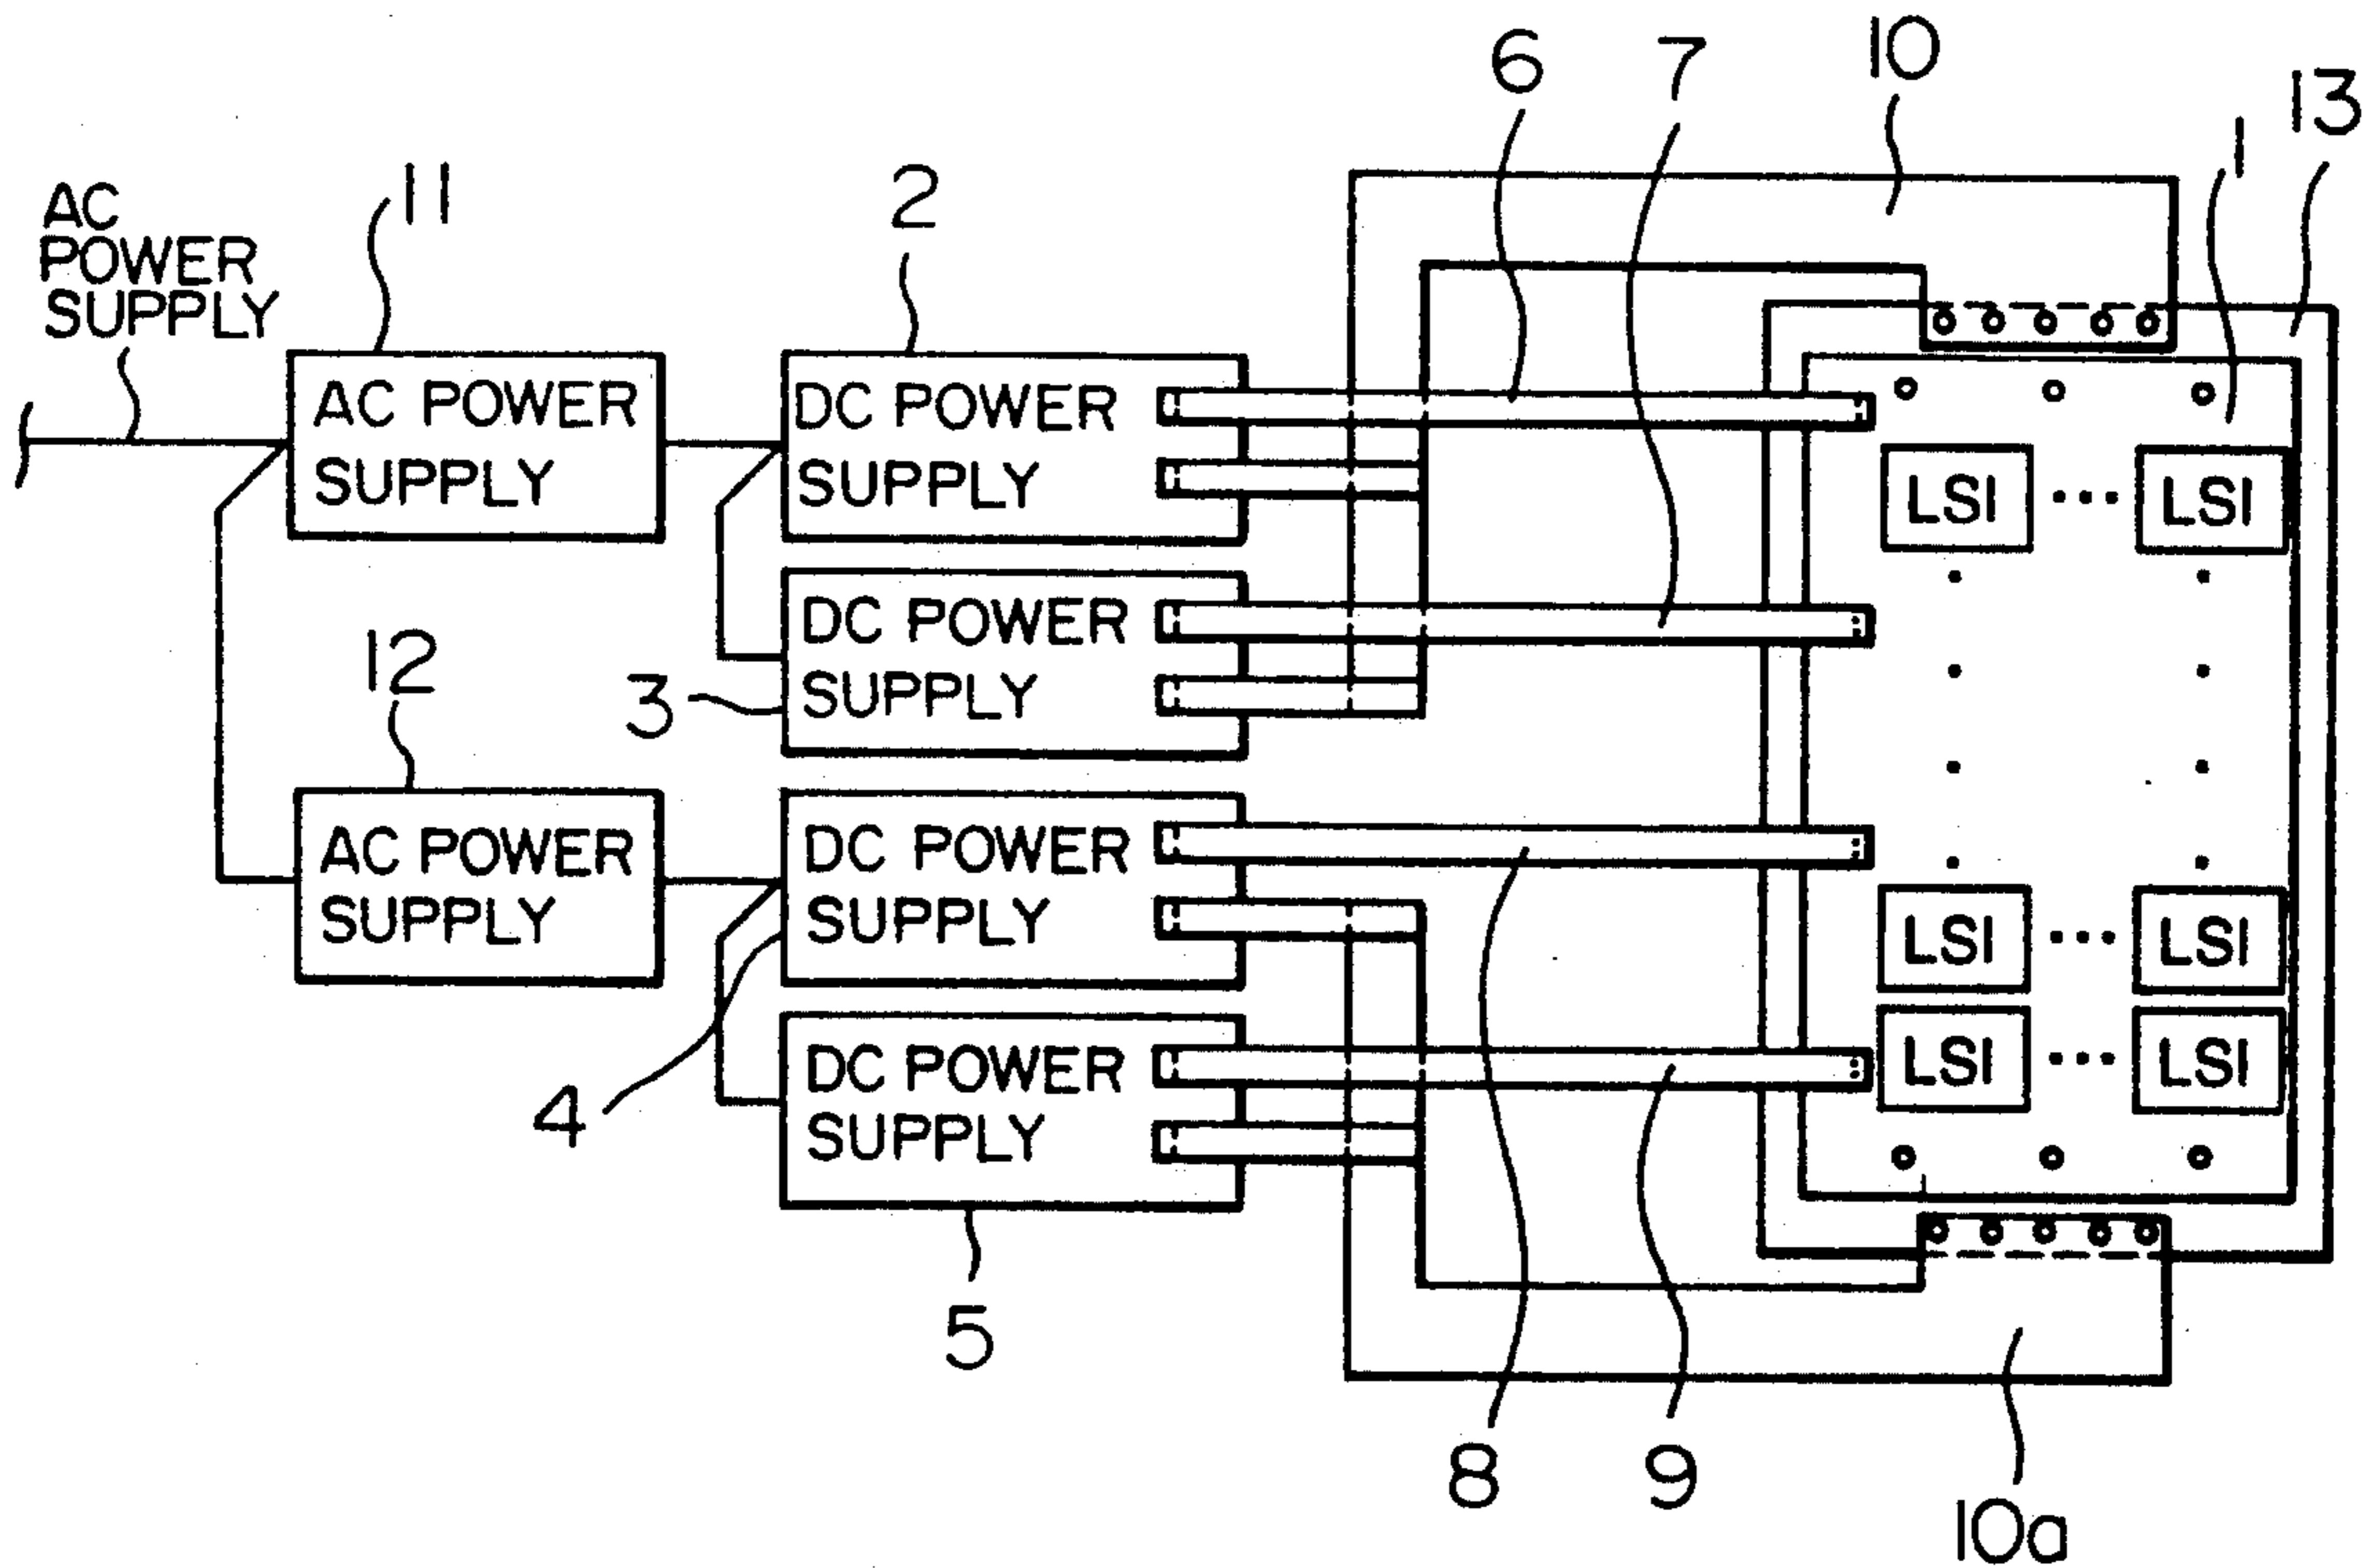 6
7
10
13
1
11
2
AC
POWER
SUPPLY
AC POWER
SUPPLY
DC POWER
SUPPLY
LSI ... LSI
DC POWER
SUPPLY
12
3
AC POWER
SUPPLY
DC POWER
SUPPLY
LSI ... LSI
DC POWER
SUPPLY
LSI ... LSI
4
5
8
9
10a